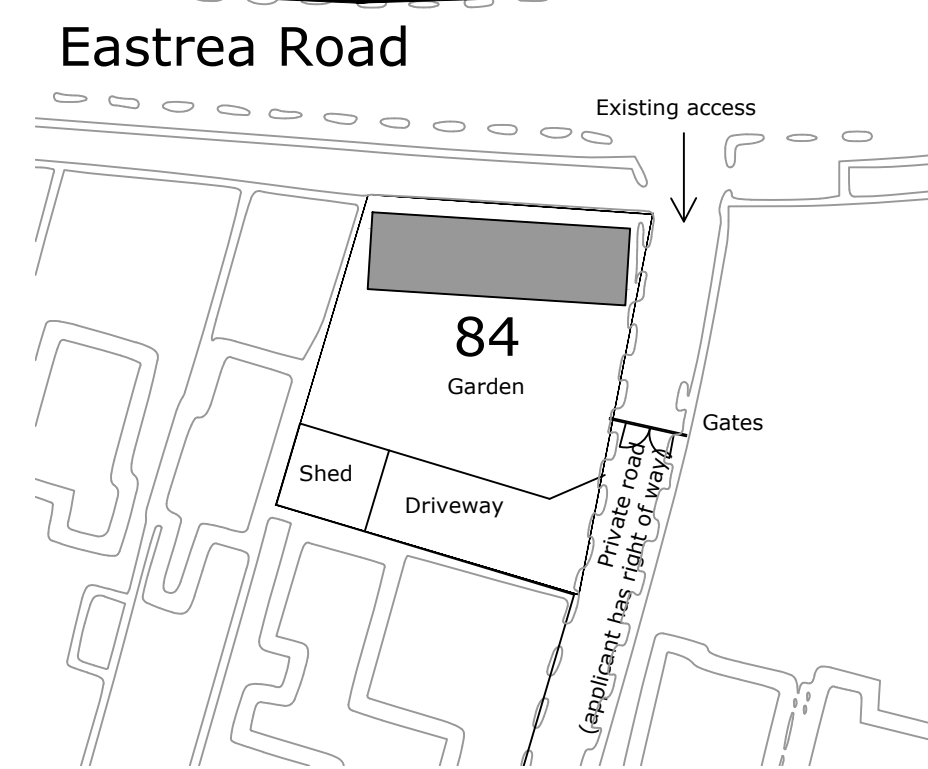 Eastrea Road
Existing access
84
Garden
Gates
Shed
Driveway
Private road
(applicant has right of way)